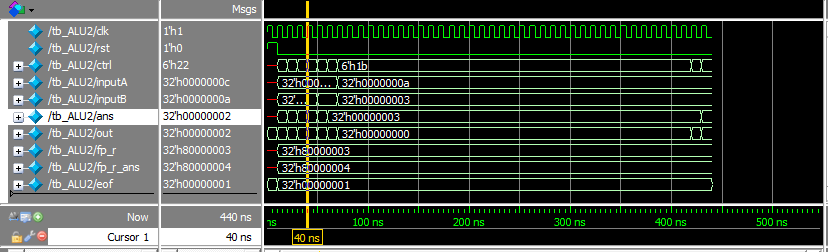 Msgs
/tb_ALU2/clk 1'h1
/tb_ALU2/rst 1'h0
/tb_ALU2/ctrl 6'h22 6'h1b
/tb_ALU2/inputA 32'h0000000c 32'h000... 32'h0000000a
/tb_ALU2/inputB 32'h0000000a 32'... 32'h00000003
/tb_ALU2/ans 32'h00000002 32'h00000003
/tb_ALU2/out 32'h00000002 32'h00000000
/tb_ALU2/fp_r 32'h80000003 32'h80000003
/tb_ALU2/fp_r_ans 32'h80000004 32'h80000004
/tb_ALU2/eof 32'h00000001 32'h00000001
Now 440 ns ns 100 ns 200 ns 300 ns 400 ns 500 ns
Cursor 1 40 ns 40 ns